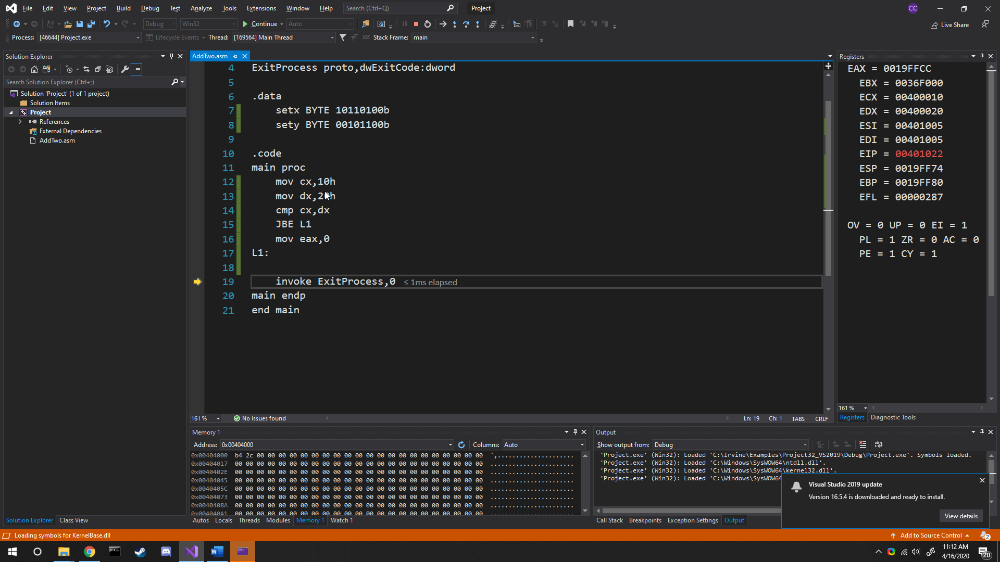 File Edit View Project Build Debug Test Analyze Tools Extensions Window Help Search (Ctrl+Q) Project CC
Debug Win32 Continue Auto Live Share
Process: [46644] Project.exe Lifecycle Events Thread: [169564] Main Thread Stack Frame: main
Solution Explorer
Search Solution Explorer (Ctrl+;)
Solution 'Project' (1 of 1 project)
Solution Items
Project
References
External Dependencies
AddTwo.asm
Solution Explorer Class View
AddTwo.asm
4 ExitProcess proto,dwExitCode:dword
5
6 .data
7 setx BYTE 10110100b
8 sety BYTE 00101100b
9
10 .code
11 main proc
12 mov cx,10h
13 mov dx,20h
14 cmp cx,dx
15 JBE L1
16 mov eax,0
17 L1:
18
19 invoke ExitProcess,0 ≤ 1ms elapsed
20 main endp
21 end main
161 % No issues found Ln: 19 Ch: 1 TABS CRLF
Registers
EAX = 0019FFCC
EBX = 0036F000
ECX = 00400010
EDX = 00400020
ESI = 00401005
EDI = 00401005
EIP = 00401022
ESP = 0019FF74
EBP = 0019FF80
EFL = 00000287
OV = 0 UP = 0 EI = 1
PL = 1 ZR = 0 AC = 0
PE = 1 CY = 1
161 %
Registers Diagnostic Tools
Memory 1
Address: 0x00404000 Columns: Auto
0x00404000 b4 2c 00 00 00 00 00 00 00 00 00 00 00 00 00 00 00 00 00 00 00 00 00 ´,.....................
0x00404017 00 00 00 00 00 00 00 00 00 00 00 00 00 00 00 00 00 00 00 00 00 00 00 .......................
0x0040402E 00 00 00 00 00 00 00 00 00 00 00 00 00 00 00 00 00 00 00 00 00 00 00 .......................
0x00404045 00 00 00 00 00 00 00 00 00 00 00 00 00 00 00 00 00 00 00 00 00 00 00 .......................
0x0040405C 00 00 00 00 00 00 00 00 00 00 00 00 00 00 00 00 00 00 00 00 00 00 00 .......................
0x00404073 00 00 00 00 00 00 00 00 00 00 00 00 00 00 00 00 00 00 00 00 00 00 00 .......................
0x0040408A 00 00 00 00 00 00 00 00 00 00 00 00 00 00 00 00 00 00 00 00 00 00 00 .......................
0x004040A1 00 00 00 00 00 00 00 00 00 00 00 00 00 00 00 00 00 00 00 00 00 00 00 .......................
Autos Locals Threads Modules Memory 1 Watch 1
Output
Show output from: Debug
'Project.exe' (Win32): Loaded 'C:\Irvine\Examples\Project32_VS2019\Debug\Project.exe'. Symbols loaded.
'Project.exe' (Win32): Loaded 'C:\Windows\SysWOW64\ntdll.dll'.
'Project.exe' (Win32): Loaded 'C:\Windows\SysWOW64\kernel32.dll'.
'Project.exe' (Win32): Loaded 'C:\Windows\SysWOW64
Call Stack Breakpoints Exception Settings Output
Visual Studio 2019 update
Version 16.5.4 is downloaded and ready to install.
View details
Loading symbols for KernelBase.dll Add to Source Control 2
11:12 AM
4/16/2020
20